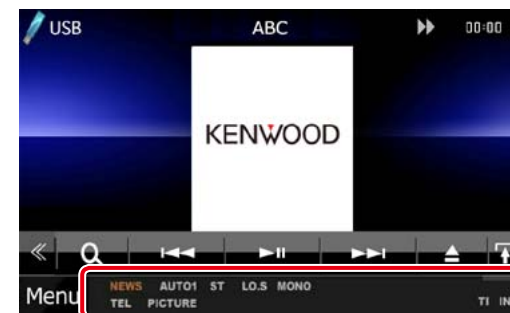 USB ABC 00:00
KENWOOD
Menu
NEWS AUTO1 ST LO.S MONO
TEL PICTURE TI IN